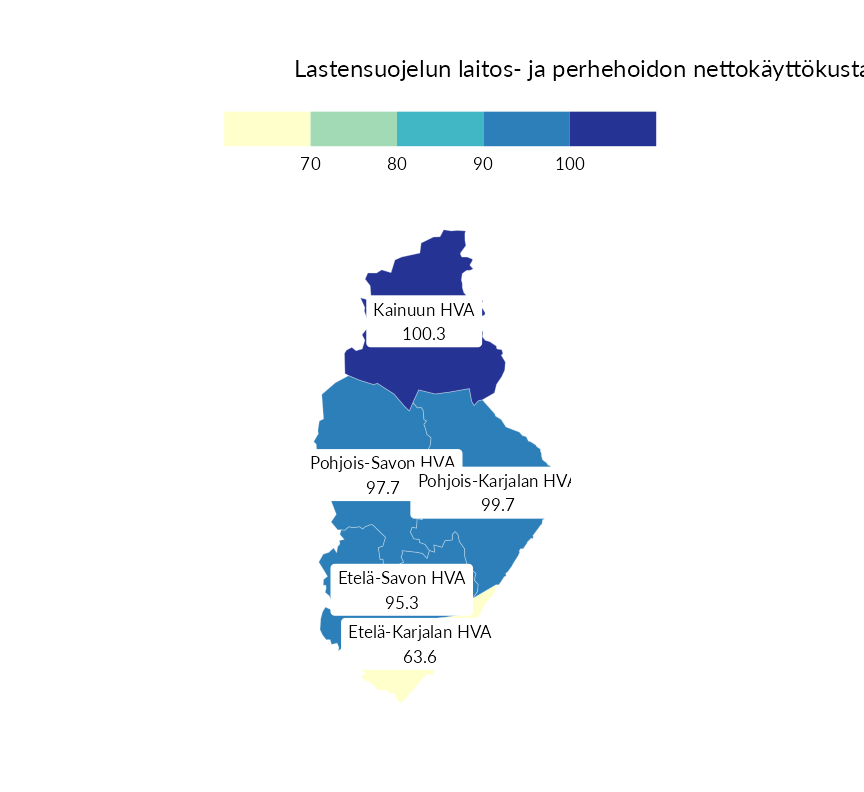 Lastensuojelun laitos- ja perhehoidon
70 80 90 100
Kainuun HVA
100.3
Pohjois-Savon HVA
97.7
Pohjois-Karjalan HVA
99.7
Etelä-Savon HVA
95.3
Etelä-Karjalan HVA
63.6